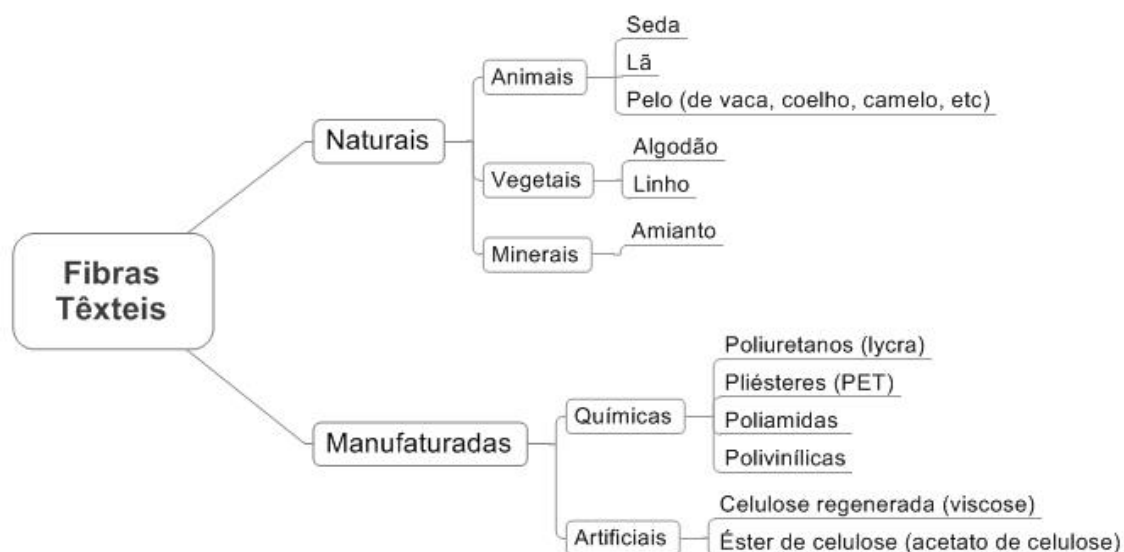 Fibras
Têxteis
Naturais
Animais
Seda
Lã
Pelo (de vaca, coelho, camelo, etc)
Vegetais
Algodão
Linho
Minerais
Amianto
Manufaturadas
Químicas
Poliuretanos (lycra)
Pliésteres (PET)
Poliamidas
Polivinílicas
Artificiais
Celulose regenerada (viscose)
Éster de celulose (acetato de celulose)